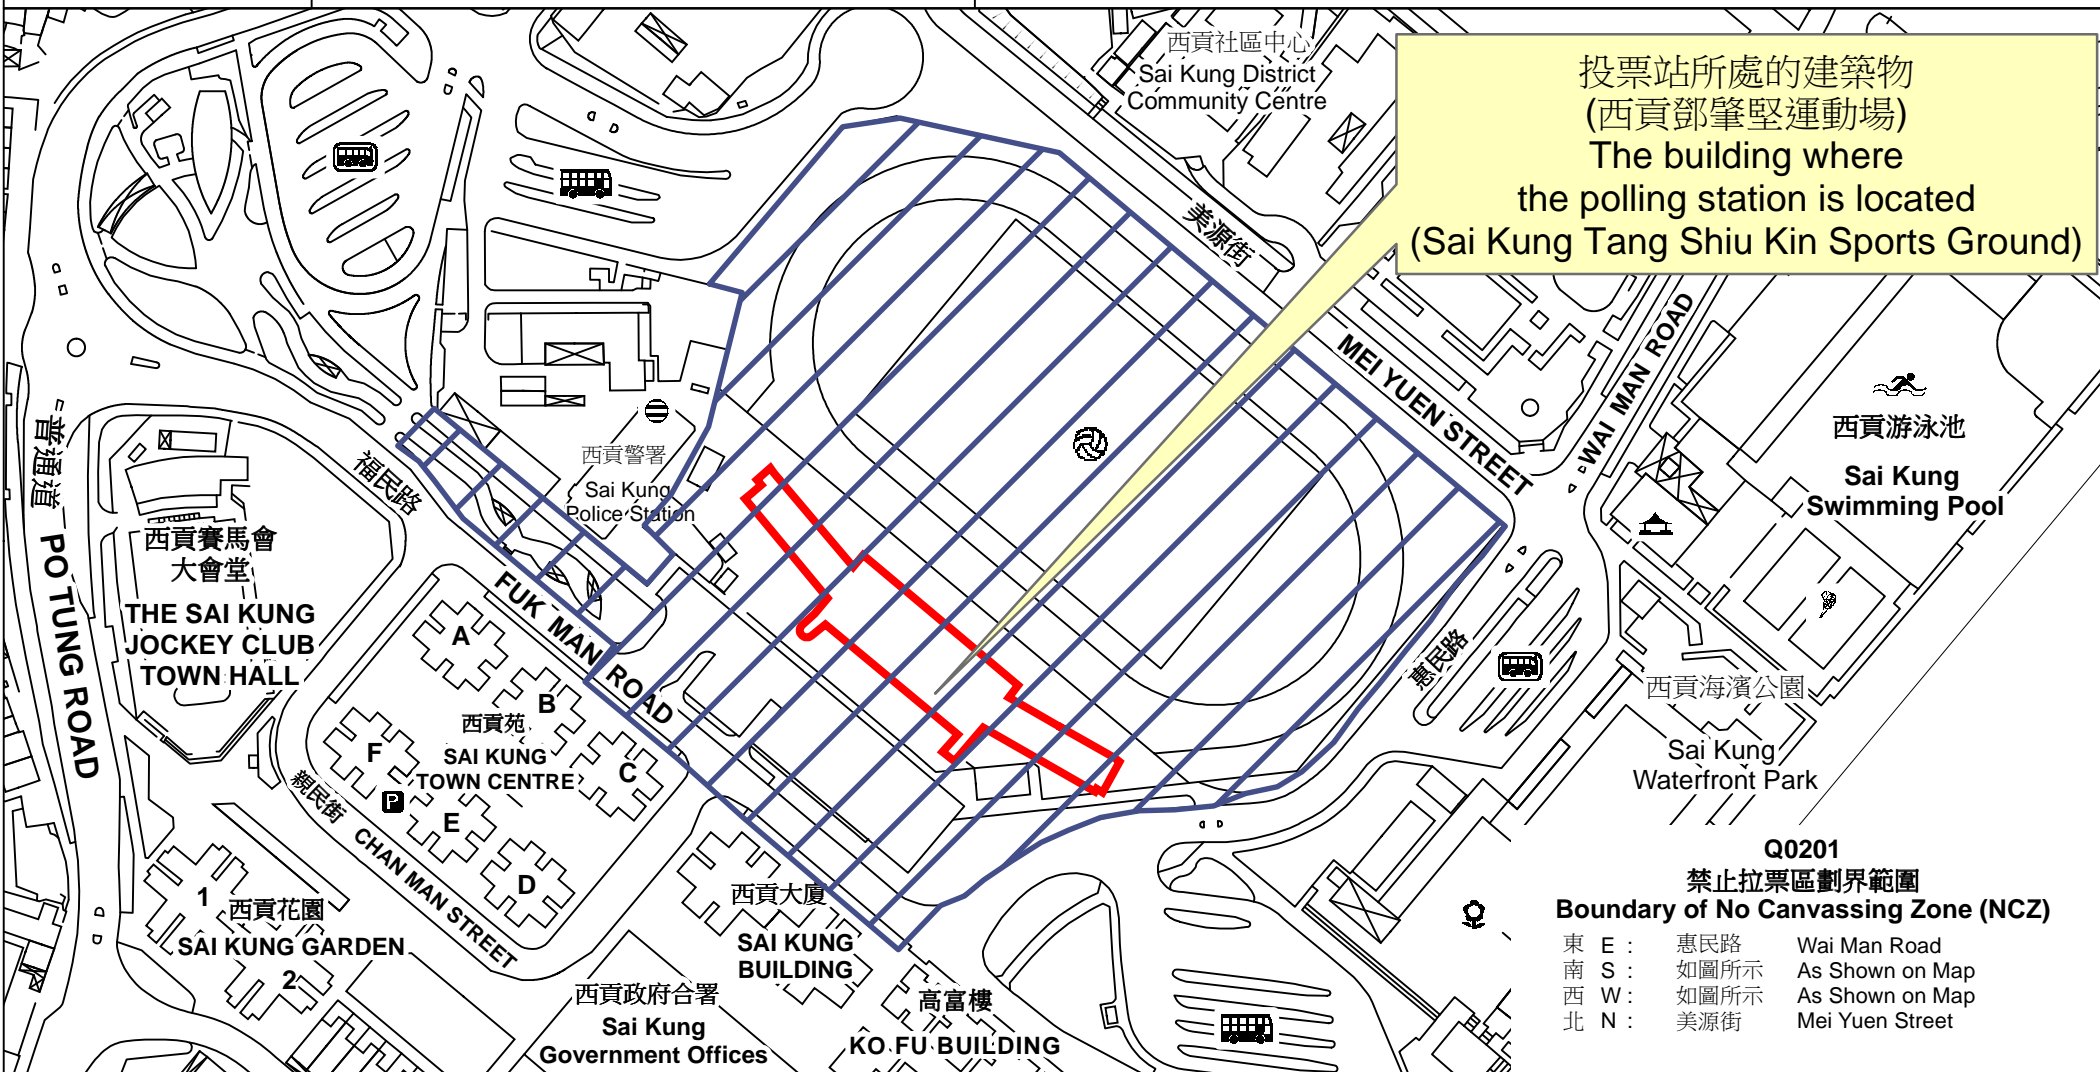 西貢社區中心
Sai Kung District
Community Centre
投票站所處的建築物
(西貢鄧肇堅運動場)
The building where
the polling station is located
(Sai Kung Tang Shiu Kin Sports Ground)
美源街
MEI YUEN STREET
WAI MAN ROAD
西貢游泳池
Sai Kung
Swimming Pool
普通道
PO TUNG ROAD
福民路
FUK MAN ROAD
西貢警署
Sai Kung
Police Station
西貢賽馬會
大會堂
THE SAI KUNG
JOCKEY CLUB
TOWN HALL
A
B
西貢苑
SAI KUNG
TOWN CENTRE
C
F
P
E
D
親民街
CHAN MAN STREET
惠民路
西貢海濱公園
Sai Kung
Waterfront Park
1
西貢花園
SAI KUNG GARDEN
2
西貢大廈
SAI KUNG
BUILDING
西貢政府合署
Sai Kung
Government Offices
高富樓
KO FU BUILDING
Q0201
禁止拉票區劃界範圍
Boundary of No Canvassing Zone (NCZ)
東 E : 惠民路 Wai Man Road
南 S : 如圖所示 As Shown on Map
西 W : 如圖所示 As Shown on Map
北 N : 美源街 Mei Yuen Street